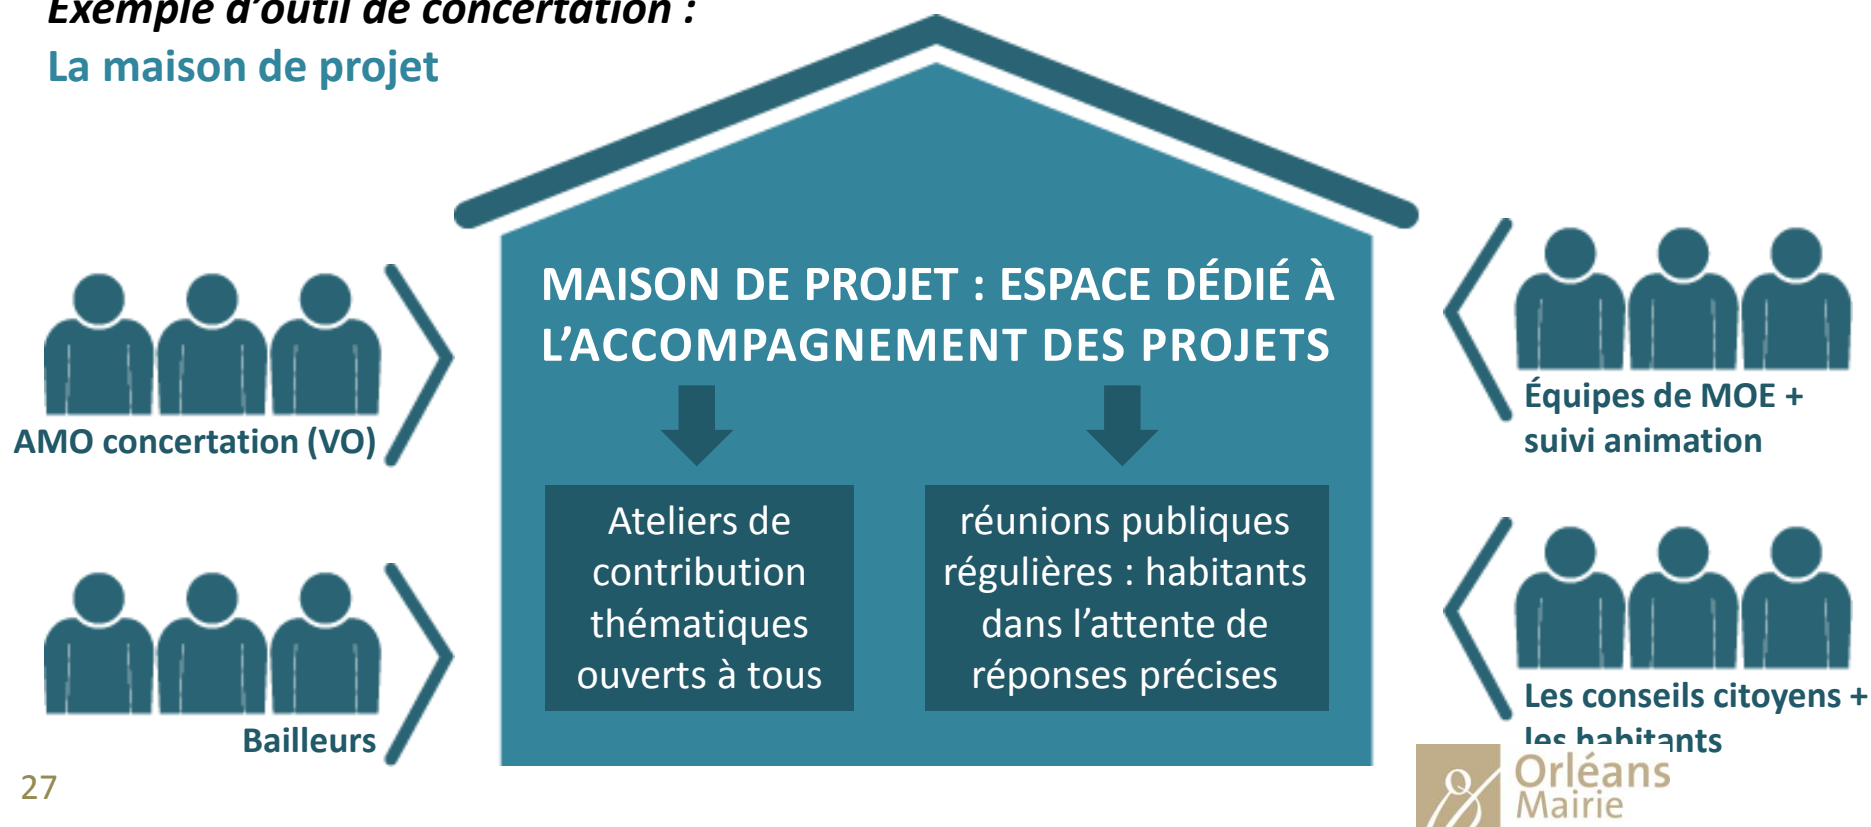 Exemple d’outil de concertation :
La maison de projet
MAISON DE PROJET : ESPACE DÉDIÉ À
L’ACCOMPAGNEMENT DES PROJETS
AMO concertation (VO)
Bailleurs
Ateliers de
contribution
thématiques
ouverts à tous
réunions publiques
régulières : habitants
dans l’attente de
réponses précises
Équipes de MOE +
suivi animation
Les conseils citoyens +
les habitants
27
Orléans
Mairie